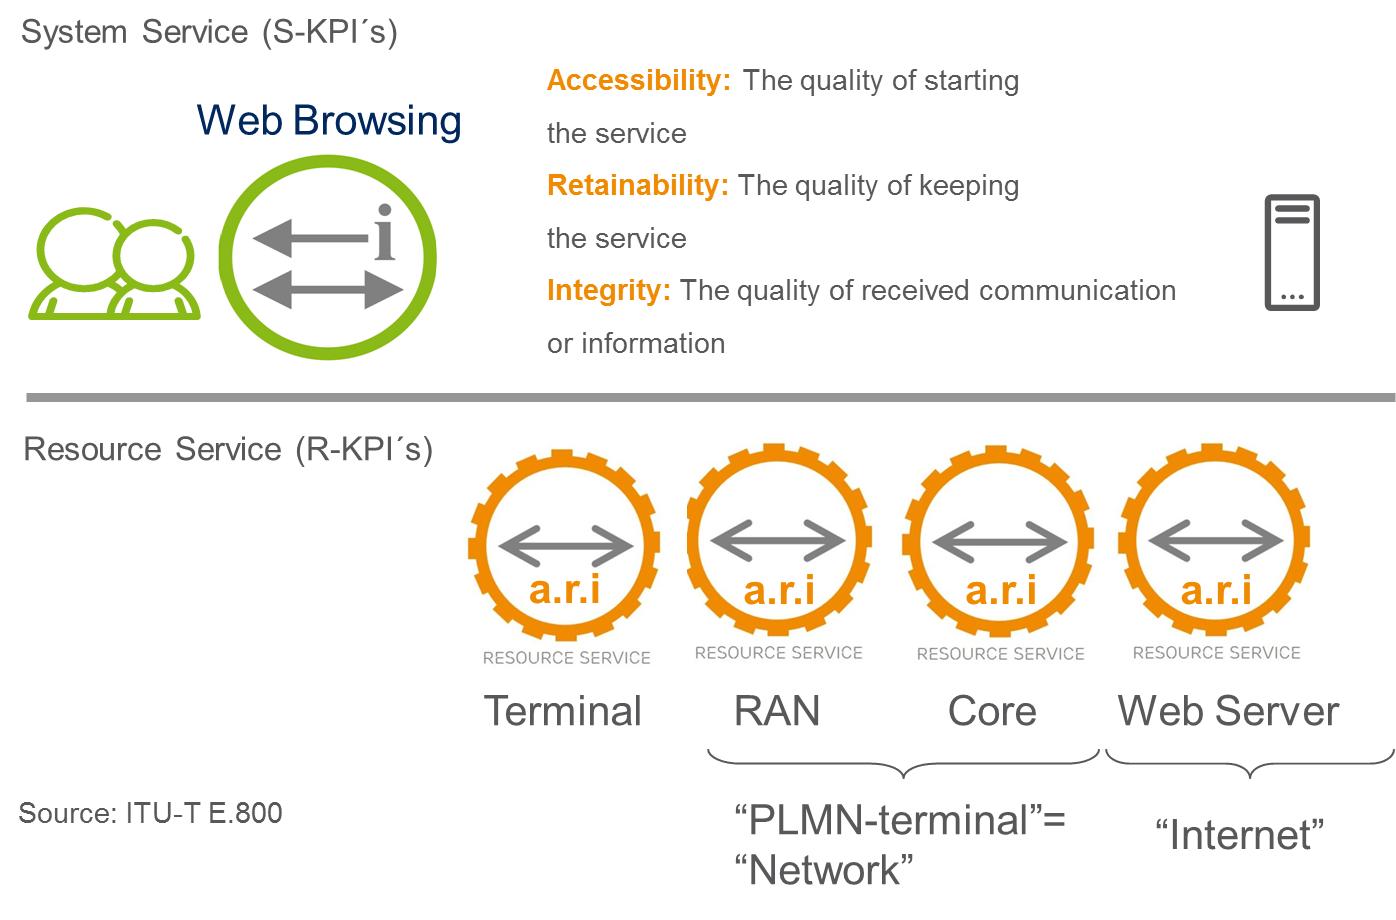 System Service (S-KPI´s)
Web Browsing
i
Accessibility: The quality of starting
the service
Retainability: The quality of keeping
the service
Integrity: The quality of received communication
or information
Resource Service (R-KPI´s)
a.r.i
RESOURCE SERVICE
Terminal
a.r.i
RESOURCE SERVICE
RAN
a.r.i
RESOURCE SERVICE
Core
a.r.i
RESOURCE SERVICE
Web Server
“PLMN-terminal”=
“Network”
“Internet”
Source: ITU-T E.800